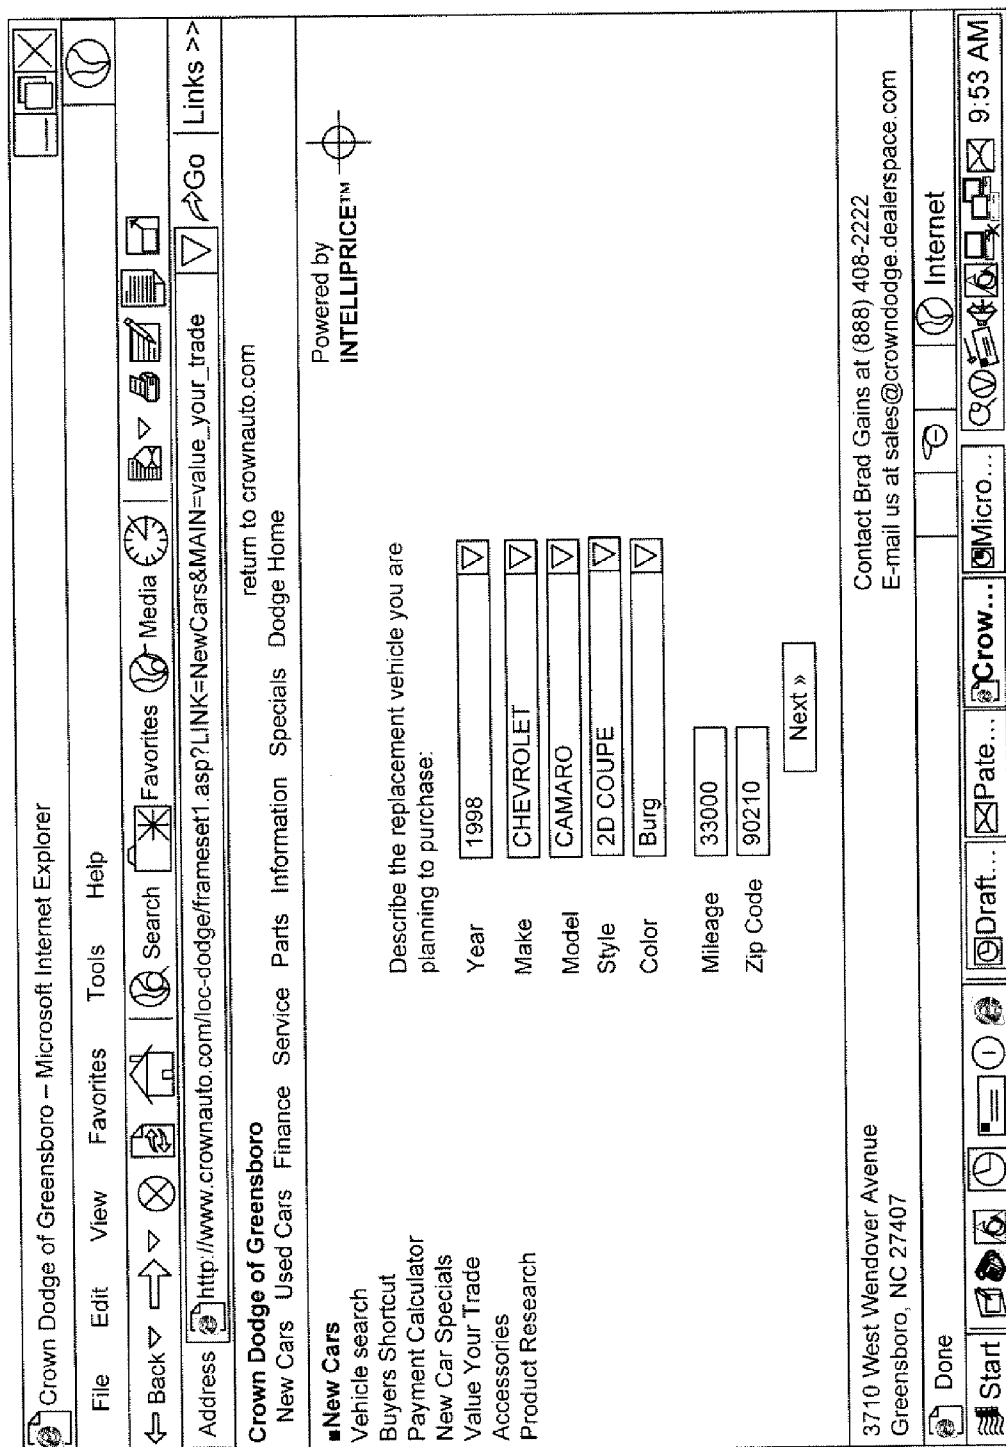 Crown Dodge of Greensboro – Microsoft Internet Explorer
File Edit View Favorites Tools Help
Back Search Favorites Media
Address http://www.crownauto.com/loc-dodge/frameset1.asp?LINK=NewCars&MAIN=value_your_trade Go Links >>
return to crownauto.com
Crown Dodge of Greensboro
New Cars Used Cars Finance Service Parts Information Specials Dodge Home
Powered by
INTELLIPRICE™
■New Cars
Vehicle search
Buyers Shortcut
Payment Calculator
New Car Specials
Value Your Trade
Accessories
Product Research
Describe the replacement vehicle you are
planning to purchase:
Year 1998
Make CHEVROLET
Model CAMARO
Style 2D COUPE
Color Burg
Mileage 33000
Zip Code 90210
Next »
3710 West Wendover Avenue
Greensboro, NC 27407
Contact Brad Gains at (888) 408-2222
E-mail us at sales@crowndodge.dealerspace.com
Done Internet
Start Draft... Pate... Crow... Micro... 9:53 AM